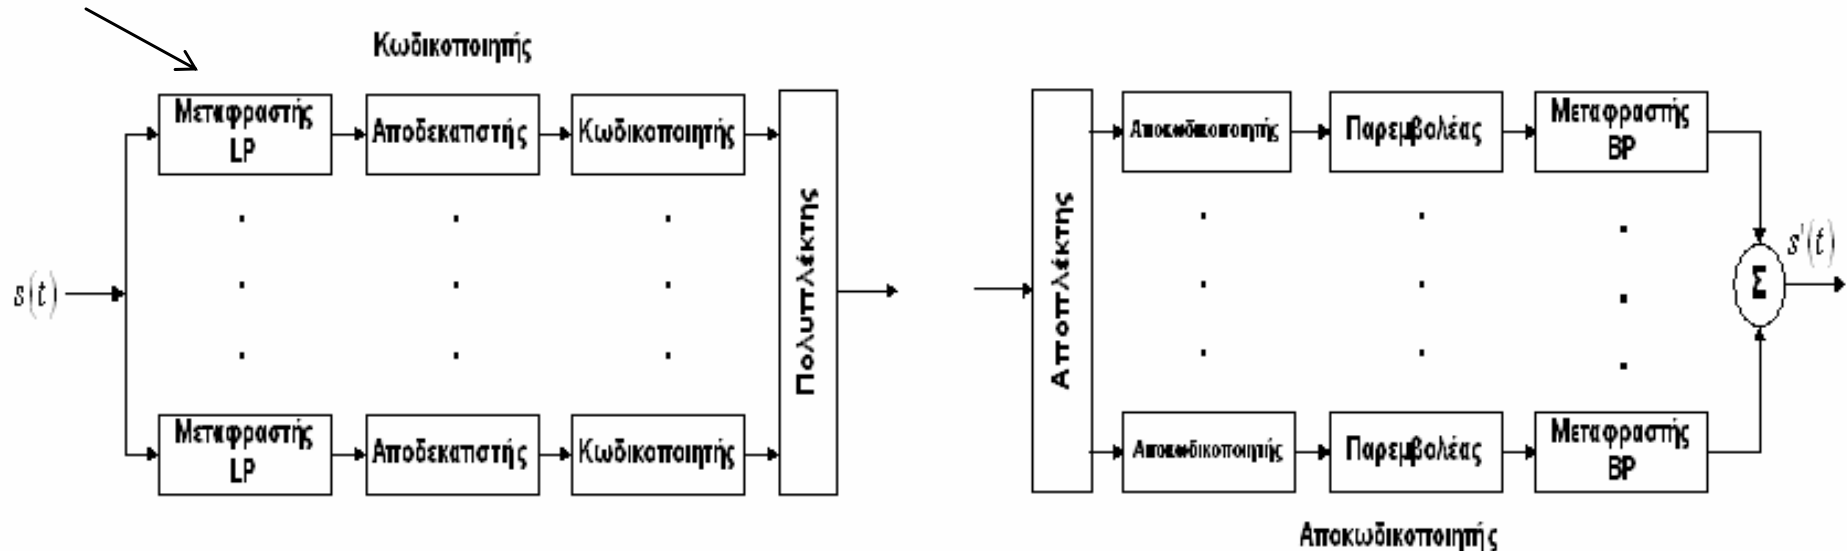 Κωδικοποιητής
Μεταφραστής
LP
Αποδεκατιστής
Κωδικοποιητής
Πολυπλέκτης
s(t)
Μεταφραστής
LP
Αποδεκατιστής
Κωδικοποιητής
Αποπλέκτης
Αποκωδικοποιητής
Παρεμβολέας
Μεταφραστής
BP
Σ
s'(t)
Αποκωδικοποιητής
Παρεμβολέας
Μεταφραστής
BP
Αποκωδικοποιητής